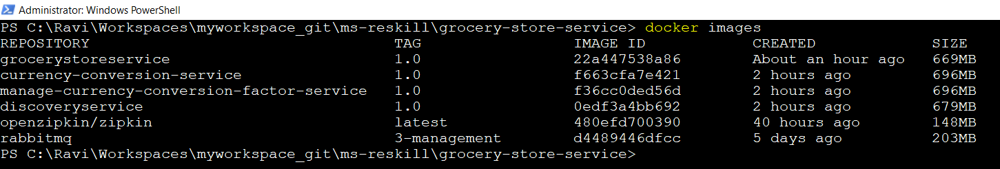 Administrator: Windows PowerShell
PS C:\Ravi\Workspaces\myworkspace_git\ms-reskill\grocery-store-service> docker images
REPOSITORY TAG IMAGE ID CREATED SIZE
grocerystoreservice 1.0 22a447538a86 About an hour ago 669MB
currency-conversion-service 1.0 f663cfa7e421 2 hours ago 696MB
manage-currency-conversion-factor-service 1.0 f36cc0ded56d 2 hours ago 696MB
discoveryservice 1.0 0edf3a4bb692 2 hours ago 679MB
openzipkin/zipkin latest 480efd700390 40 hours ago 148MB
rabbitmq 3-management d4489446dfcc 5 days ago 203MB
PS C:\Ravi\Workspaces\myworkspace_git\ms-reskill\grocery-store-service>